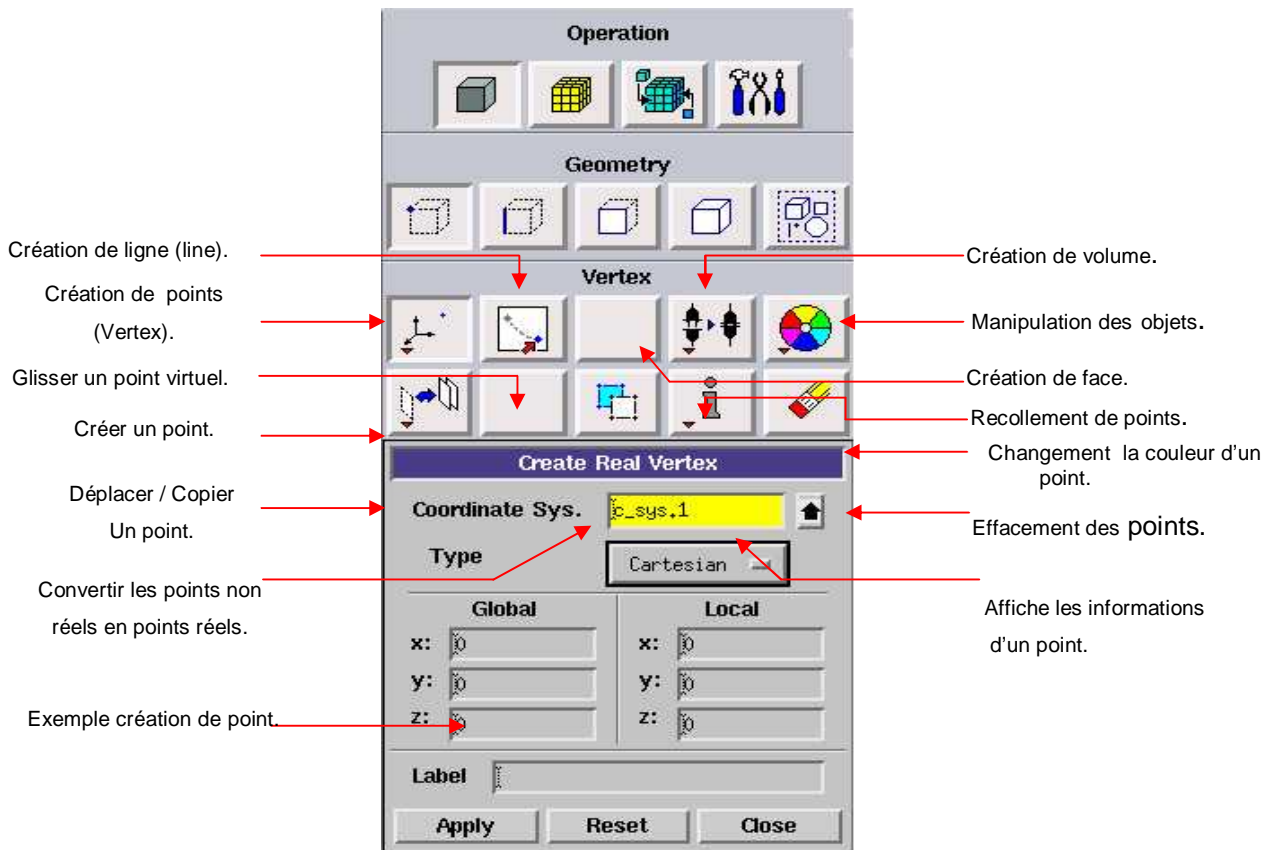 Operation
Geometry
Création de ligne (line).
Création de points
(Vertex).
Glisser un point virtuel.
Créer un point.
Déplacer / Copier
Un point.
Convertir les points non
réels en points réels.
Exemple création de point.
Vertex
Create Real Vertex
Coordinate Sys. c_sys.1
Type Cartesian
Global Local
x: 0 x: 0
y: 0 y: 0
z: 0 z: 0
Label
Apply Reset Close
Création de volume.
Manipulation des objets.
Création de face.
Recollement de points.
Changement la couleur d'un
point.
Effacement des points.
Affiche les informations
d'un point.